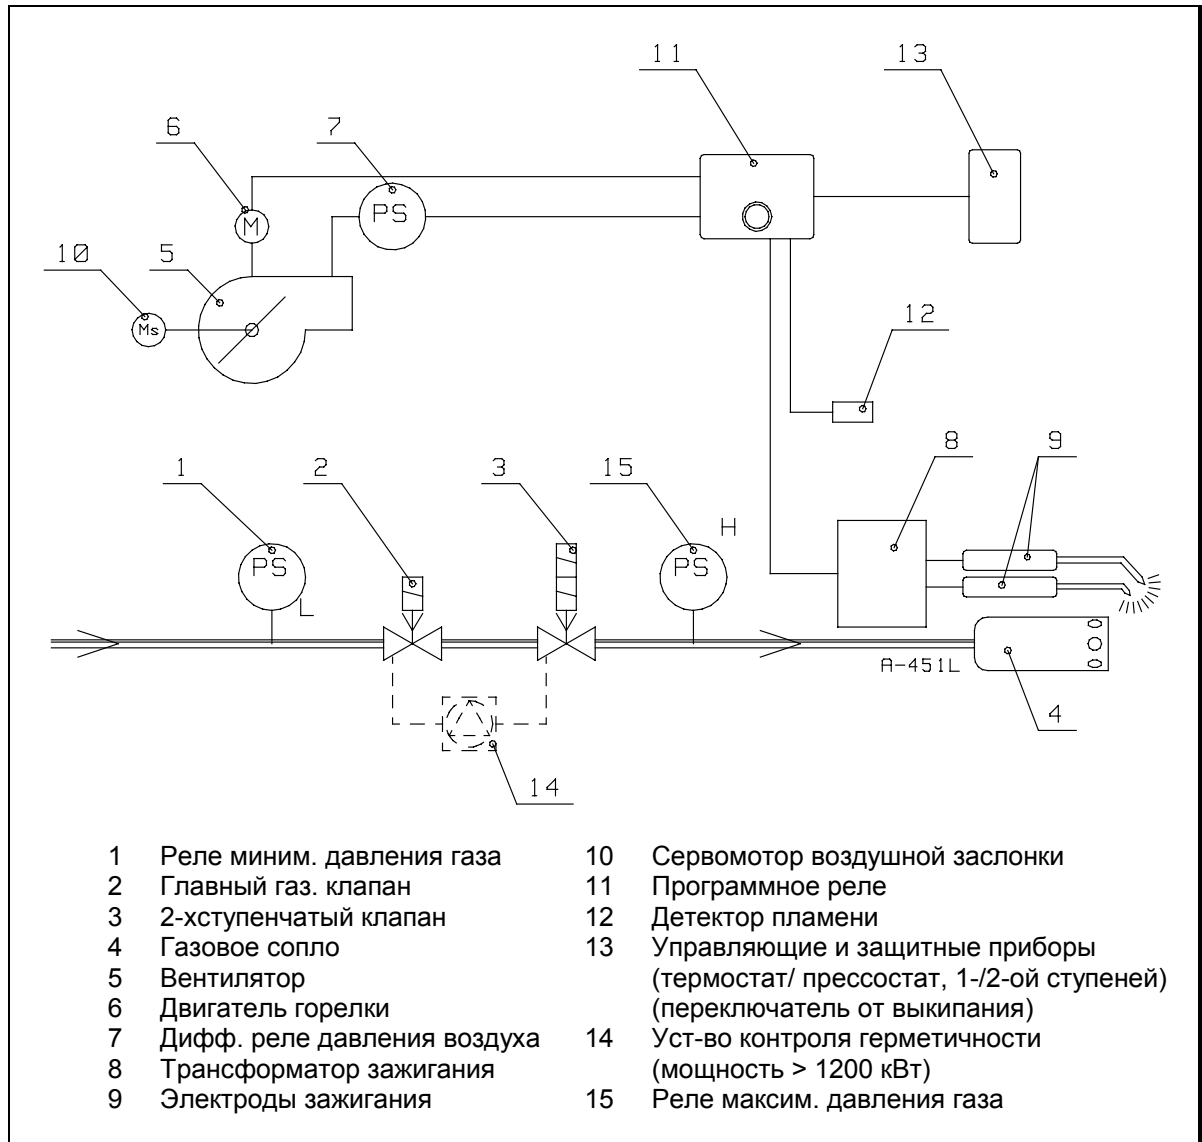 11
13
6
7
PS
M
10
5
Ms
12
8
9
1
2
3
15
H
PS
PS
L
A-451L
4
14
1 Реле миним. давления газа
2 Главный газ. клапан
3 2-хступенчатый клапан
4 Газовое сопло
5 Вентилятор
6 Двигатель горелки
7 Дифф. реле давления воздуха
8 Трансформатор зажигания
9 Электроды зажигания
10 Сервомотор воздушной заслонки
11 Программное реле
12 Детектор пламени
13 Управляющие и защитные приборы
(термостат/ прессостат, 1-/2-ой ступеней)
(переключатель от выкипания)
14 Уст-во контроля герметичности
(мощность > 1200 кВт)
15 Реле максим. давления газа